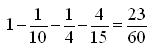 1 − 1/10 − 1/4 − 4/15 = 23/60